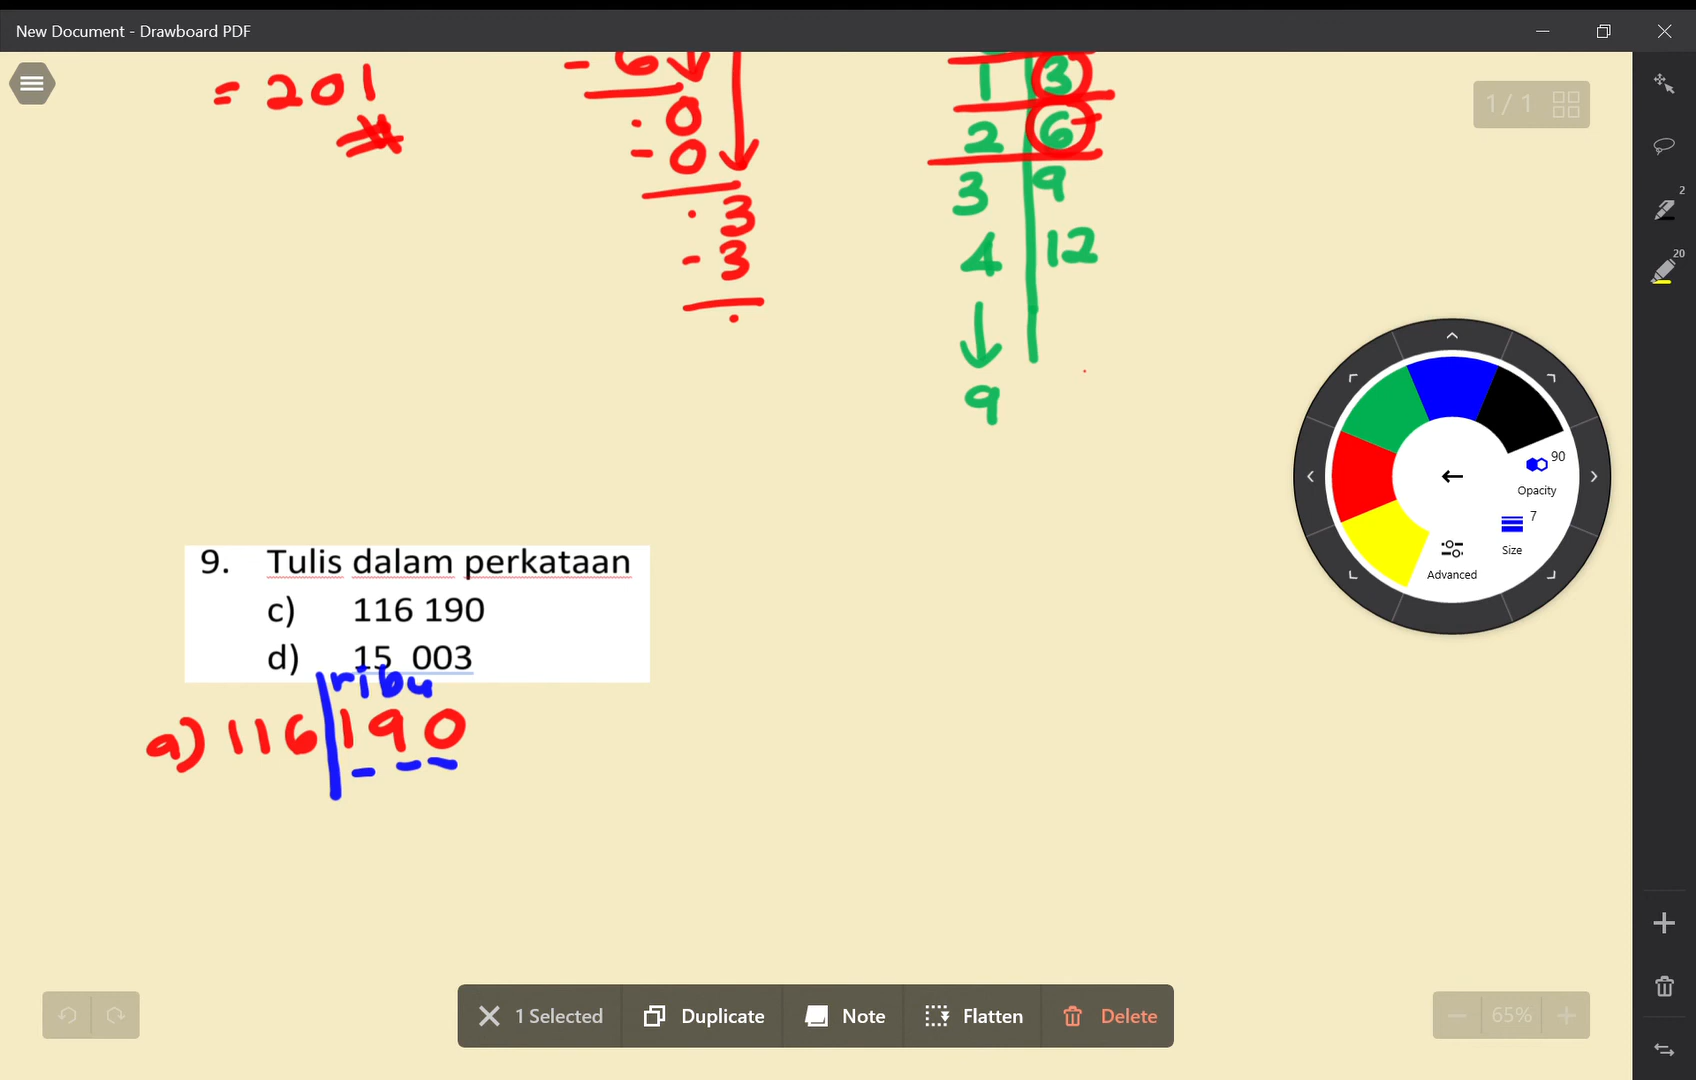 New Document - Drawboard PDF
1 / 1
= 201
- 6
0
- 0
3
- 3
1 3
2 6
3 9
4 12
9
2
20
90
Opacity
7
Size
Advanced
9. Tulis dalam perkataan
c) 116 190
d) 15 003
ribu
a) 116 190
1 Selected Duplicate Note Flatten Delete
65%